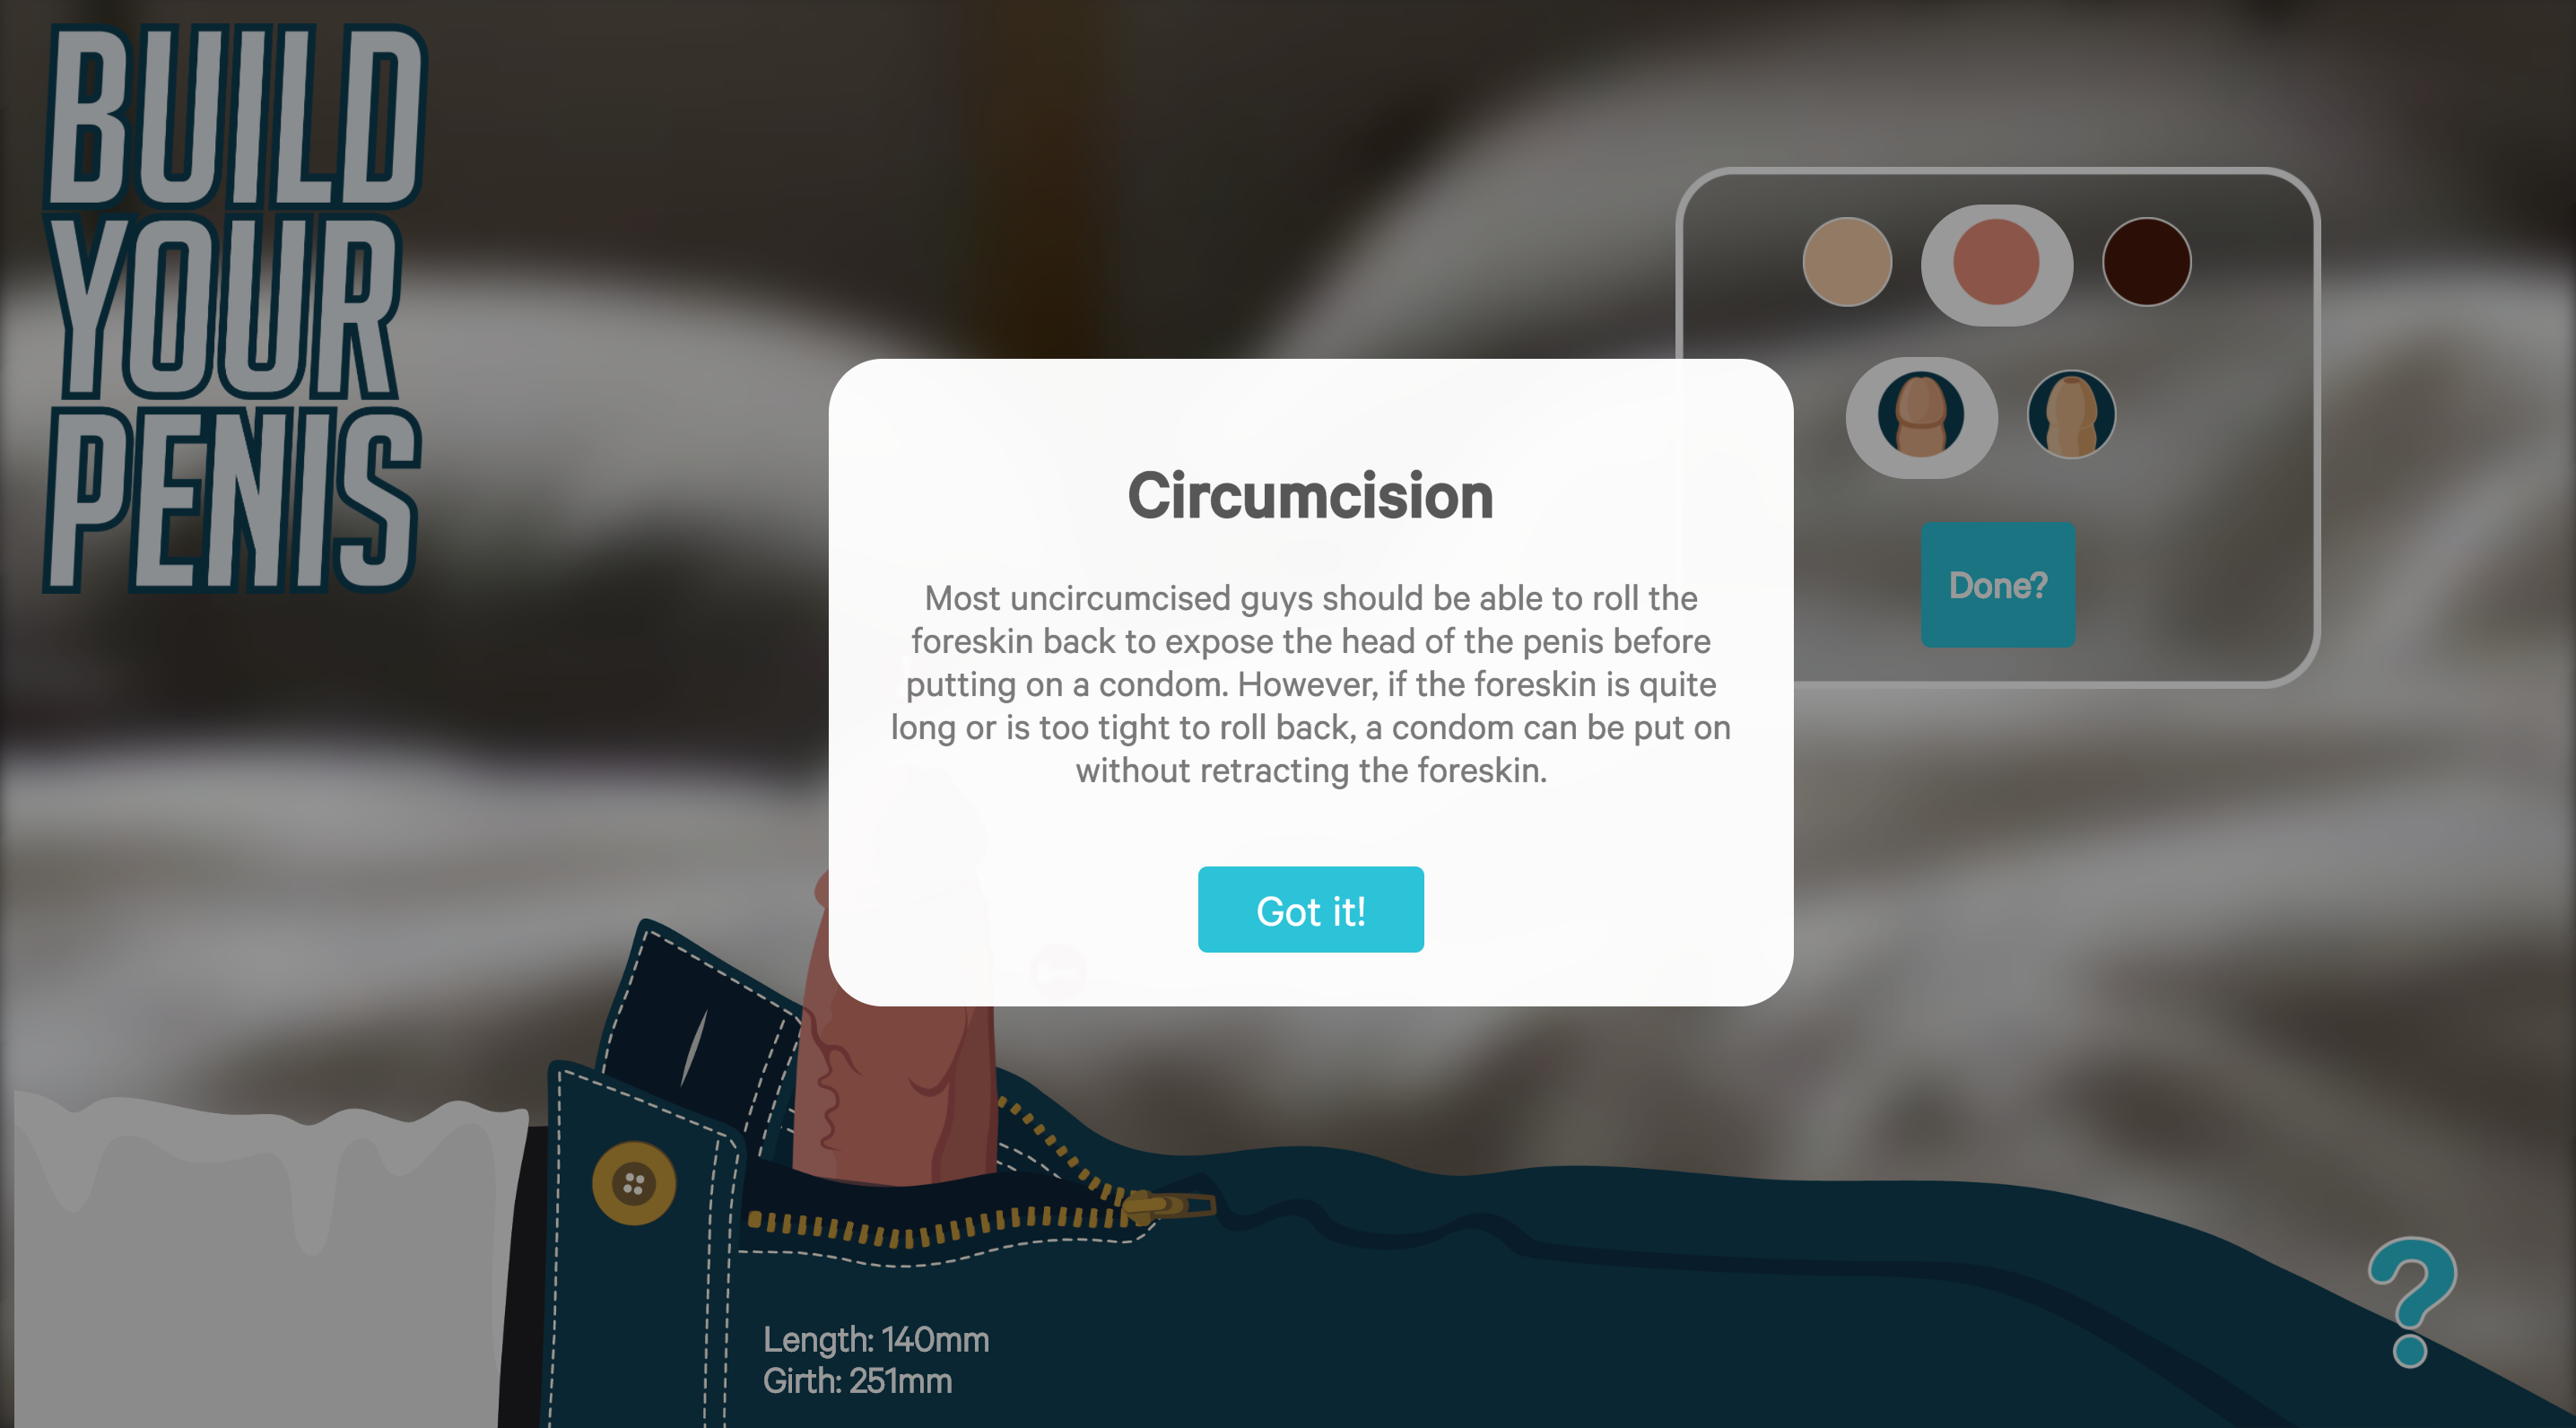 BUILD
YOUR
PENIS
Circumcision
Most uncircumcised guys should be able to roll the
foreskin back to expose the head of the penis before
putting on a condom. However, if the foreskin is quite
long or is too tight to roll back, a condom can be put on
without retracting the foreskin.
Got it!
Done?
Length: 140mm
Girth: 251mm
?